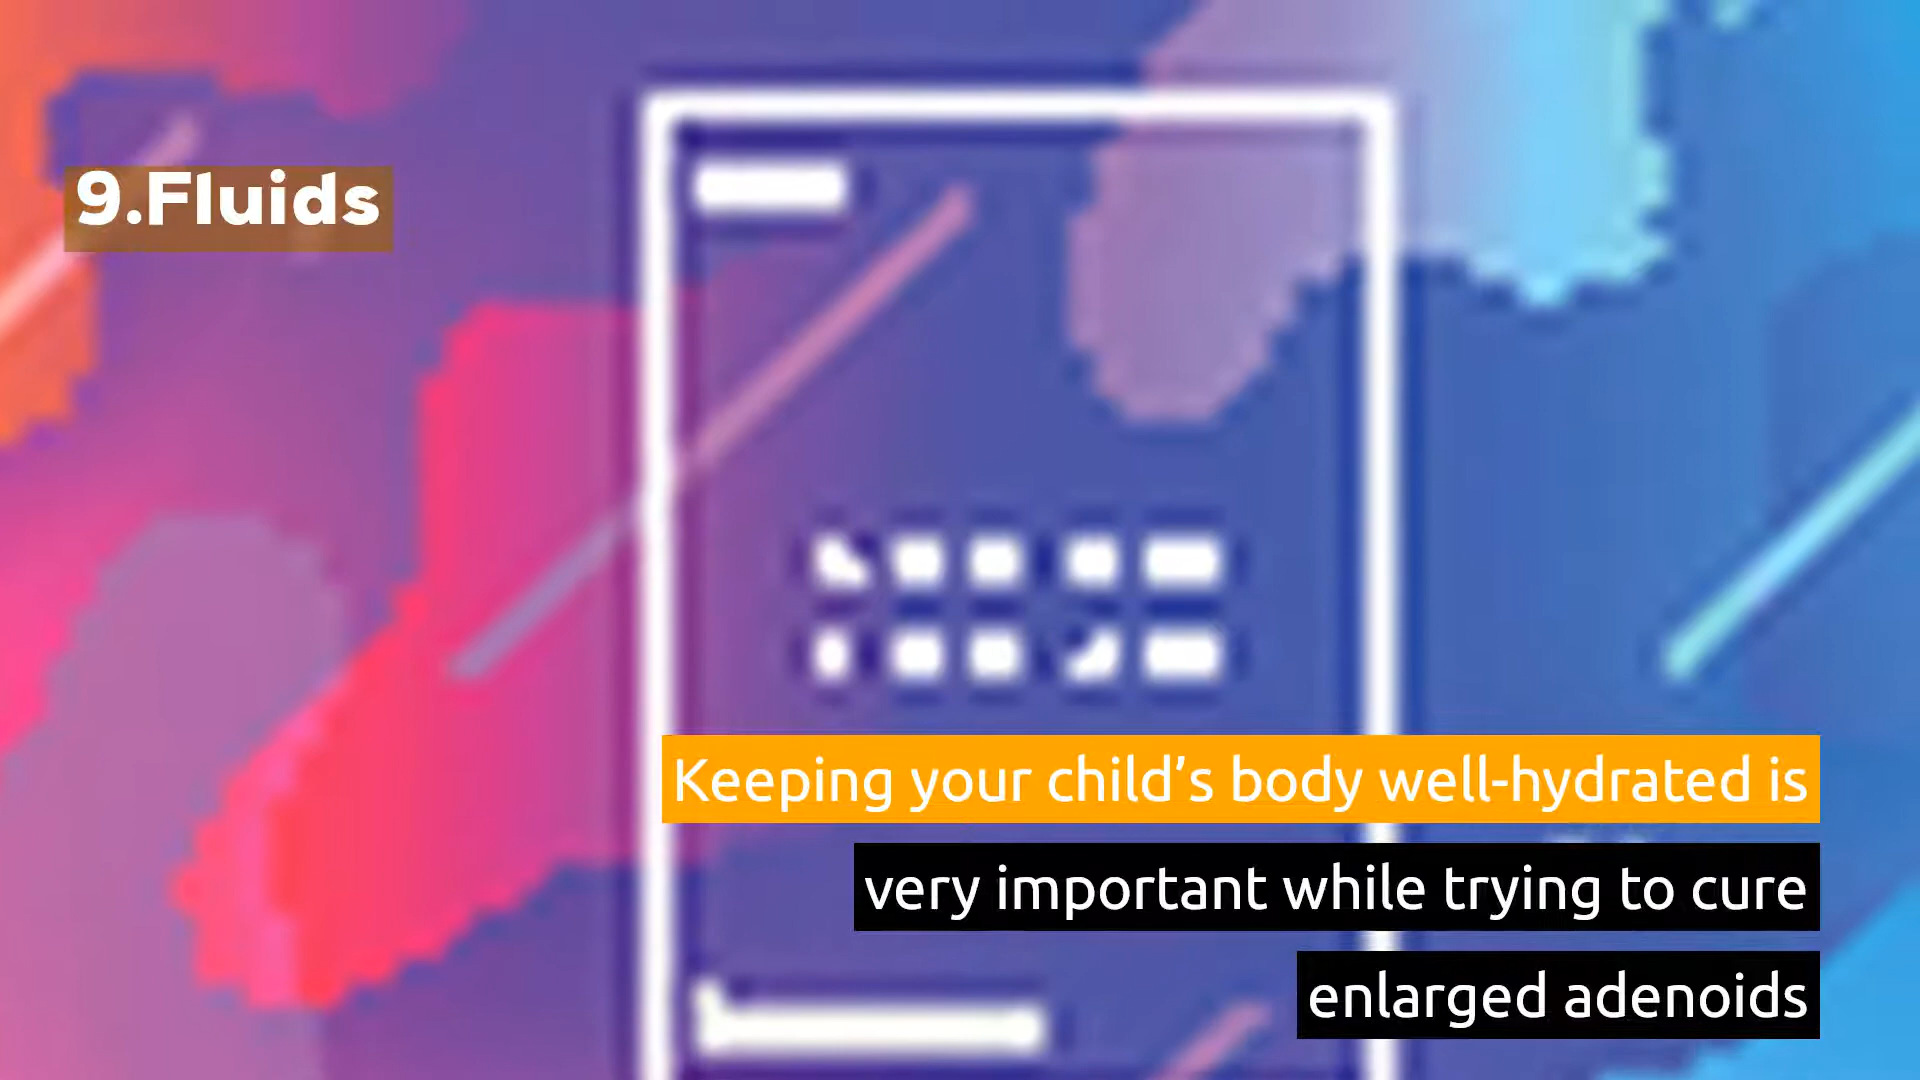 9.Fluids
Keeping your child’s body well-hydrated is
very important while trying to cure
enlarged adenoids